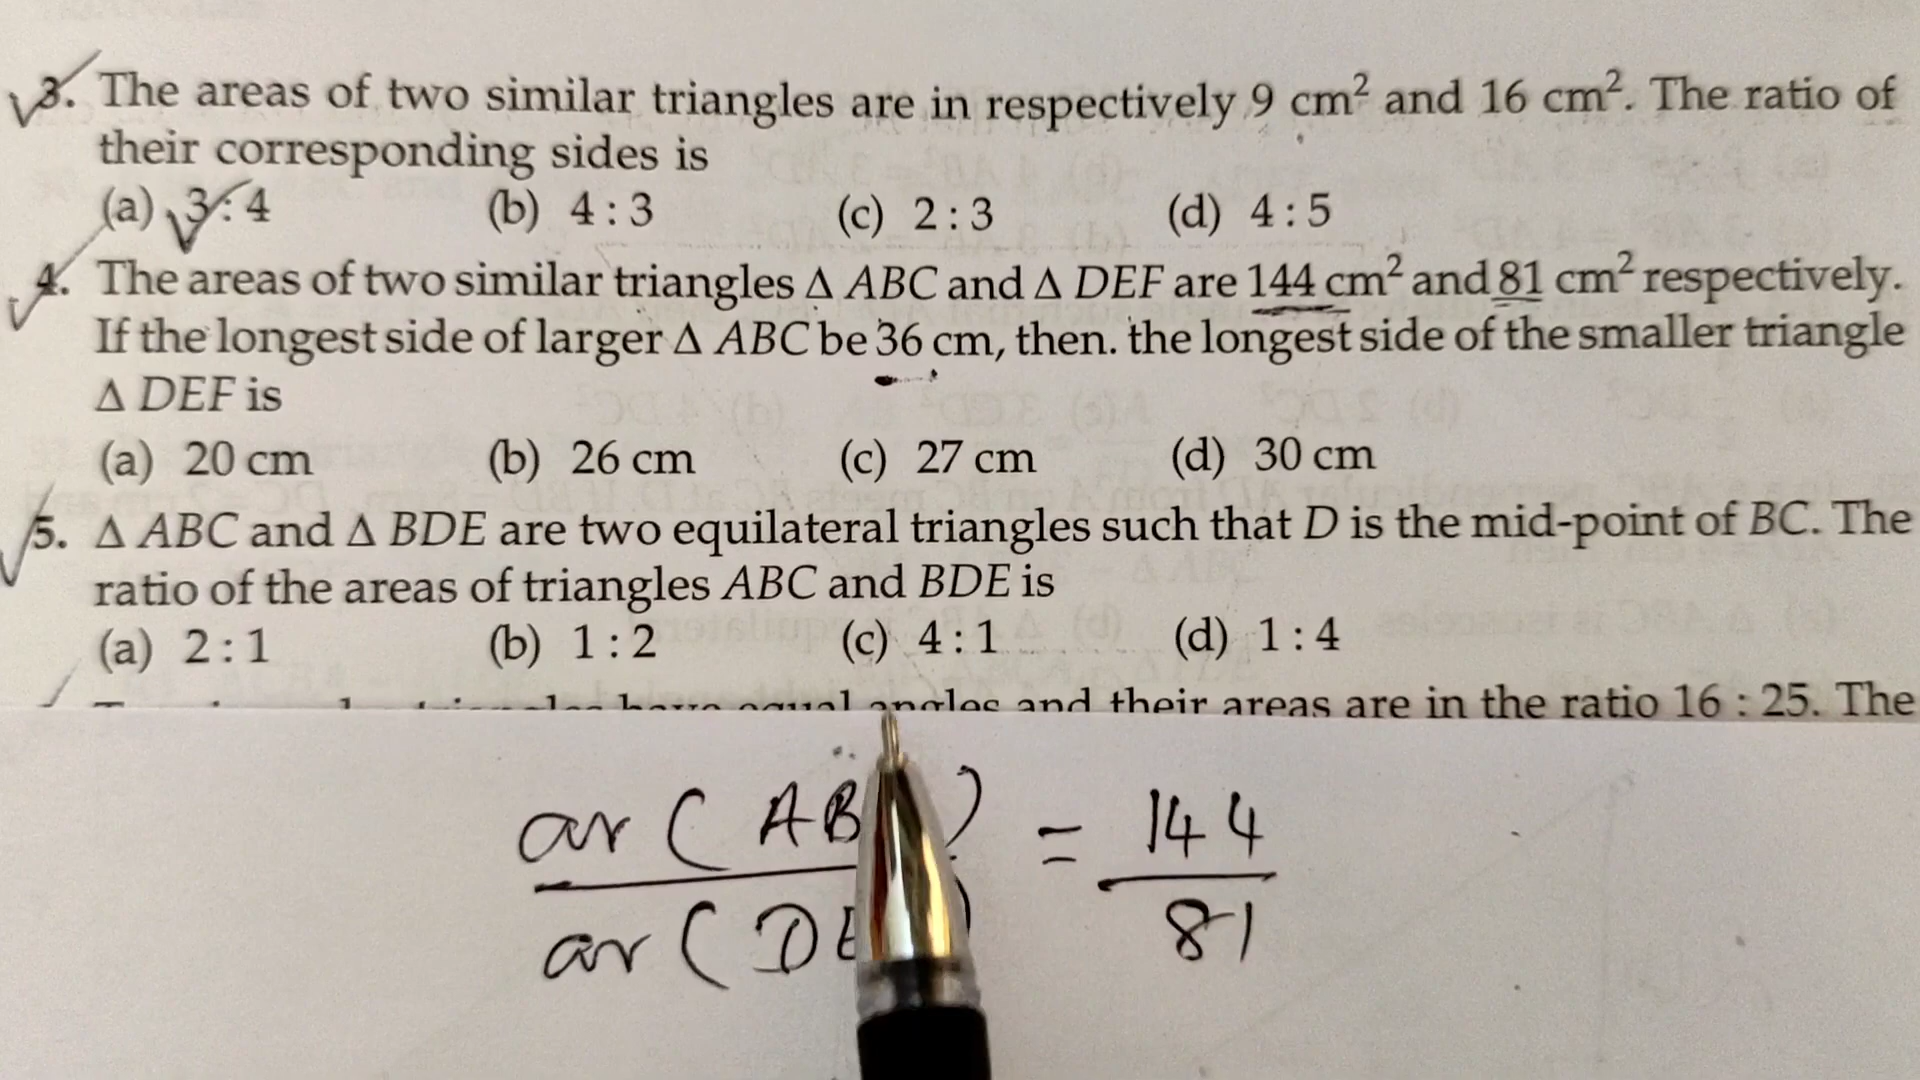 3. The areas of two similar triangles are in respectively 9 cm² and 16 cm². The ratio of
their corresponding sides is
(a) 3 : 4 (b) 4 : 3 (c) 2 : 3 (d) 4 : 5
4. The areas of two similar triangles Δ ABC and Δ DEF are 144 cm² and 81 cm² respectively.
If the longest side of larger Δ ABC be 36 cm, then. the longest side of the smaller triangle
Δ DEF is
(a) 20 cm (b) 26 cm (c) 27 cm (d) 30 cm
5. Δ ABC and Δ BDE are two equilateral triangles such that D is the mid-point of BC. The
ratio of the areas of triangles ABC and BDE is
(a) 2 : 1 (b) 1 : 2 (c) 4 : 1 (d) 1 : 4
have equal angles and their areas are in the ratio 16 : 25. The
ar ( AB ) = 144
ar ( D ) 81